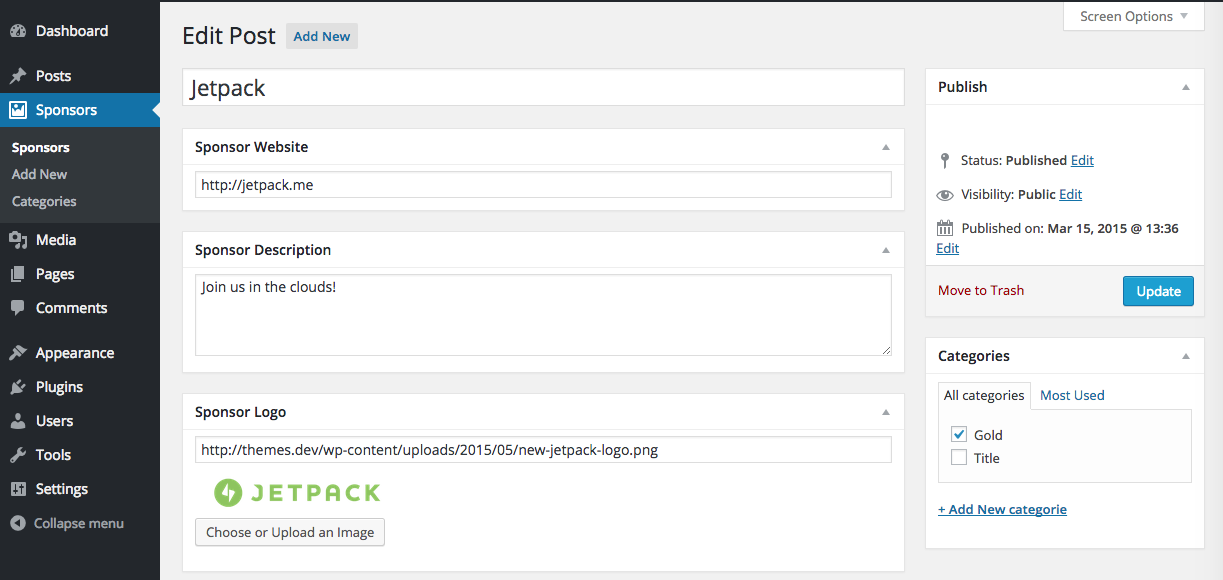 Dashboard
Posts
Sponsors
Sponsors
Add New
Categories
Media
Pages
Comments
Appearance
Plugins
Users
Tools
Settings
Collapse menu
Screen Options
Edit Post Add New
Jetpack
Sponsor Website
http://jetpack.me
Sponsor Description
Join us in the clouds!
Sponsor Logo
http://themes.dev/wp-content/uploads/2015/05/new-jetpack-logo.png
JETPACK
Choose or Upload an Image
Publish
Status: Published Edit
Visibility: Public Edit
Published on: Mar 15, 2015 @ 13:36
Edit
Move to Trash Update
Categories
All categories Most Used
Gold
Title
+ Add New categorie